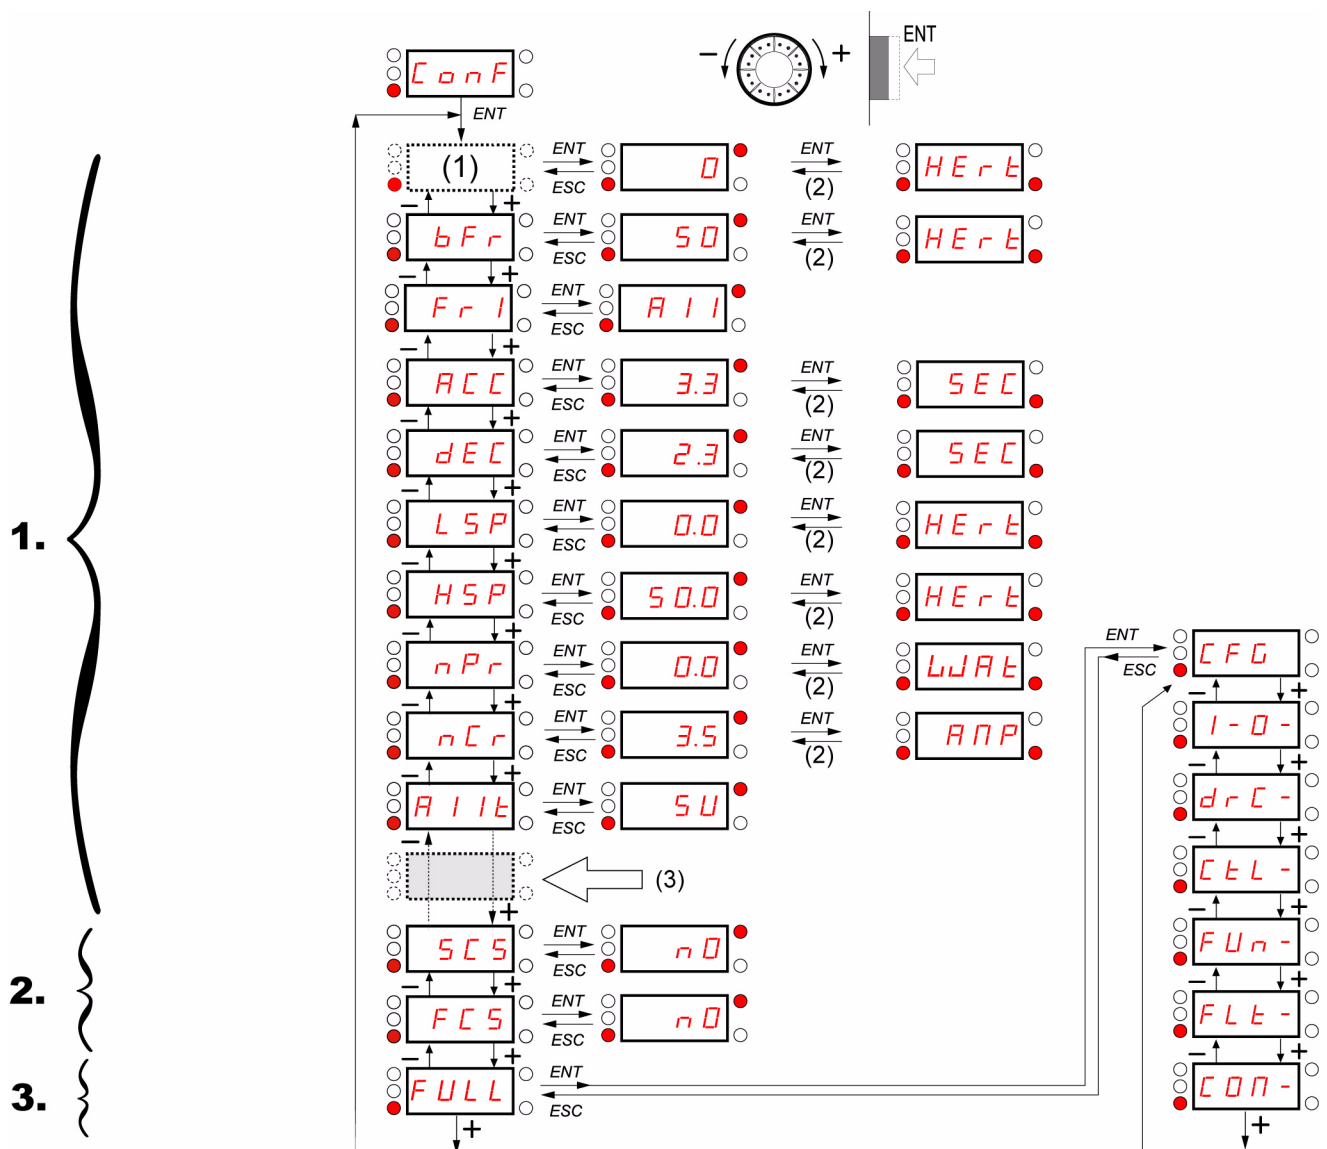 − + ENT
ConF
ENT
(1) ENT ESC 0 ENT (2) HErt
− +
bFr ENT ESC 50 ENT (2) HErt
− +
Fr1 ENT ESC A11
− +
ACC ENT ESC 3.3 ENT (2) SEC
− +
dEC ENT ESC 2.3 ENT (2) SEC
− +
LSP ENT ESC 0.0 ENT (2) HErt
1.
− +
HSP ENT ESC 50.0 ENT (2) HErt
− +
nPr ENT ESC 0.0 ENT (2) WAt
ENT ESC CFG
− +
nCr ENT ESC 3.5 ENT (2) AMP
I-O-
− +
A11t ENT ESC 5U
drC-
− +
(3)
CtL-
− +
SCS ENT ESC nO
FUn-
− +
2.
FCS ENT ESC nO
FLt-
− +
3.
FULL ENT ESC
COM-
+ +